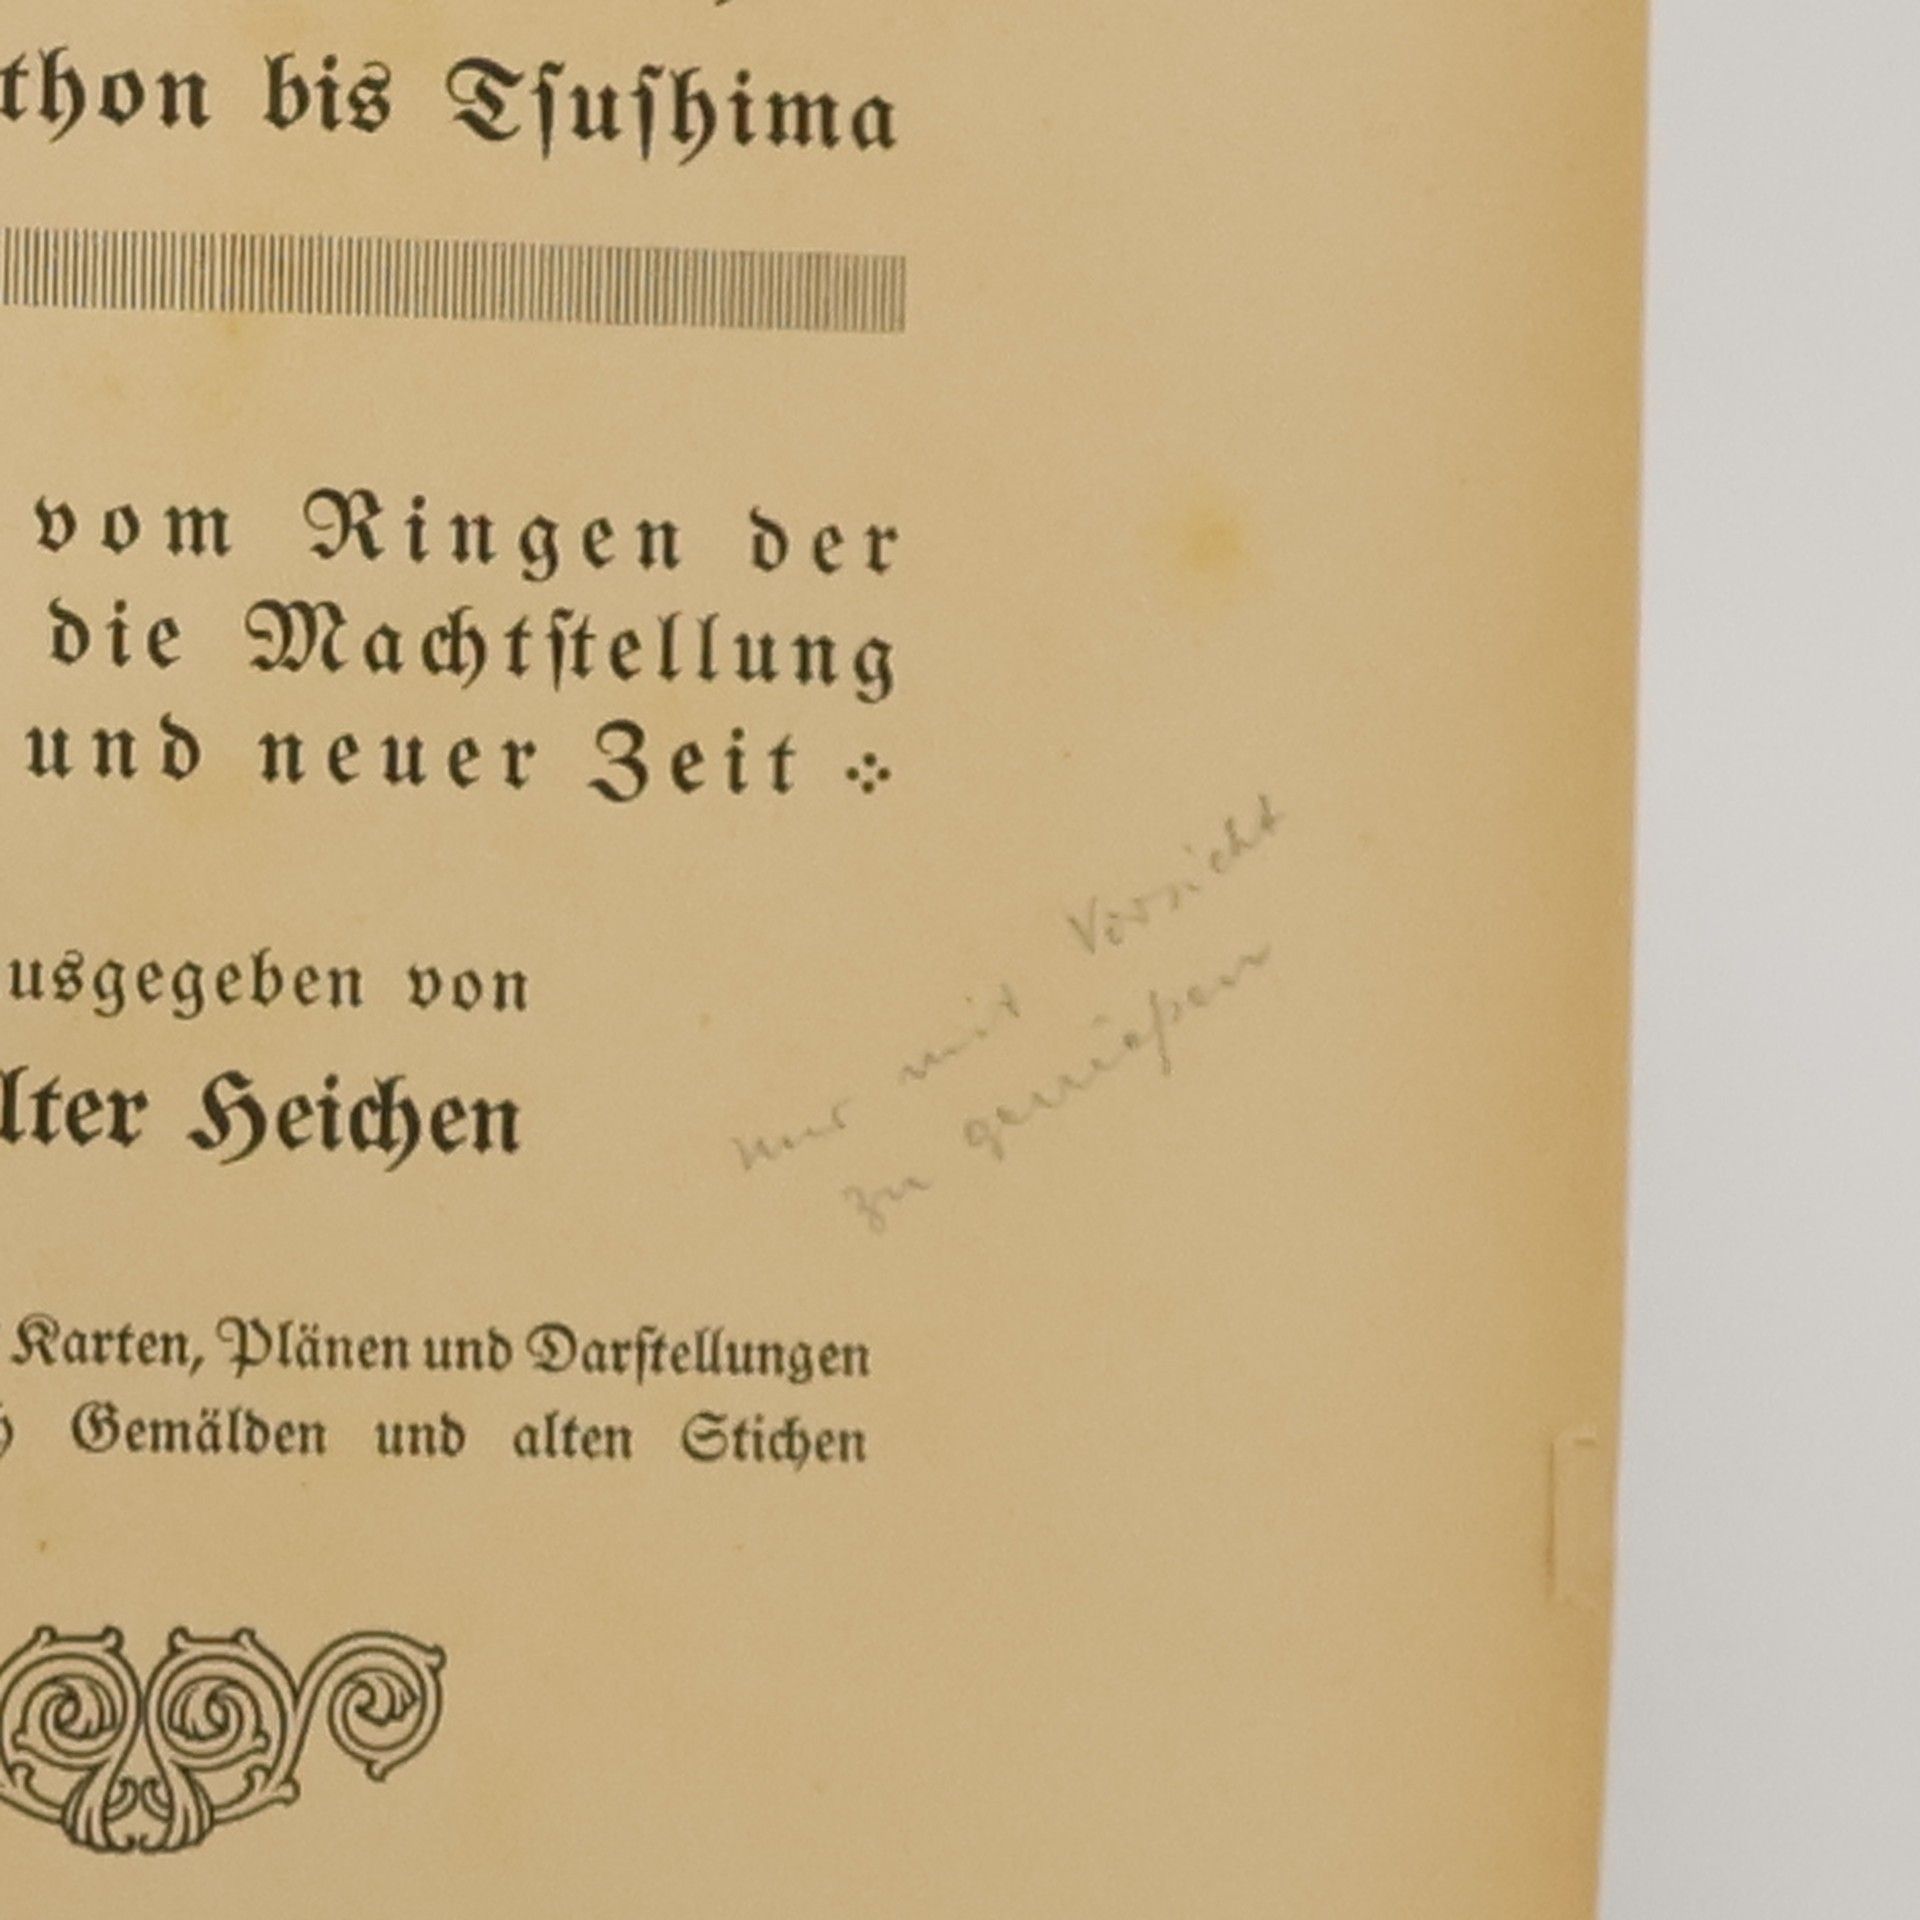 thon bis Tſuſhima
vom Ringen der
die Machtſtellung
und neuer Zeit
usgegeben von
lter Heichen
nur mit Vorsicht
zu genießen
Karten, Plänen und Darſtellungen
Gemälden und alten Stichen